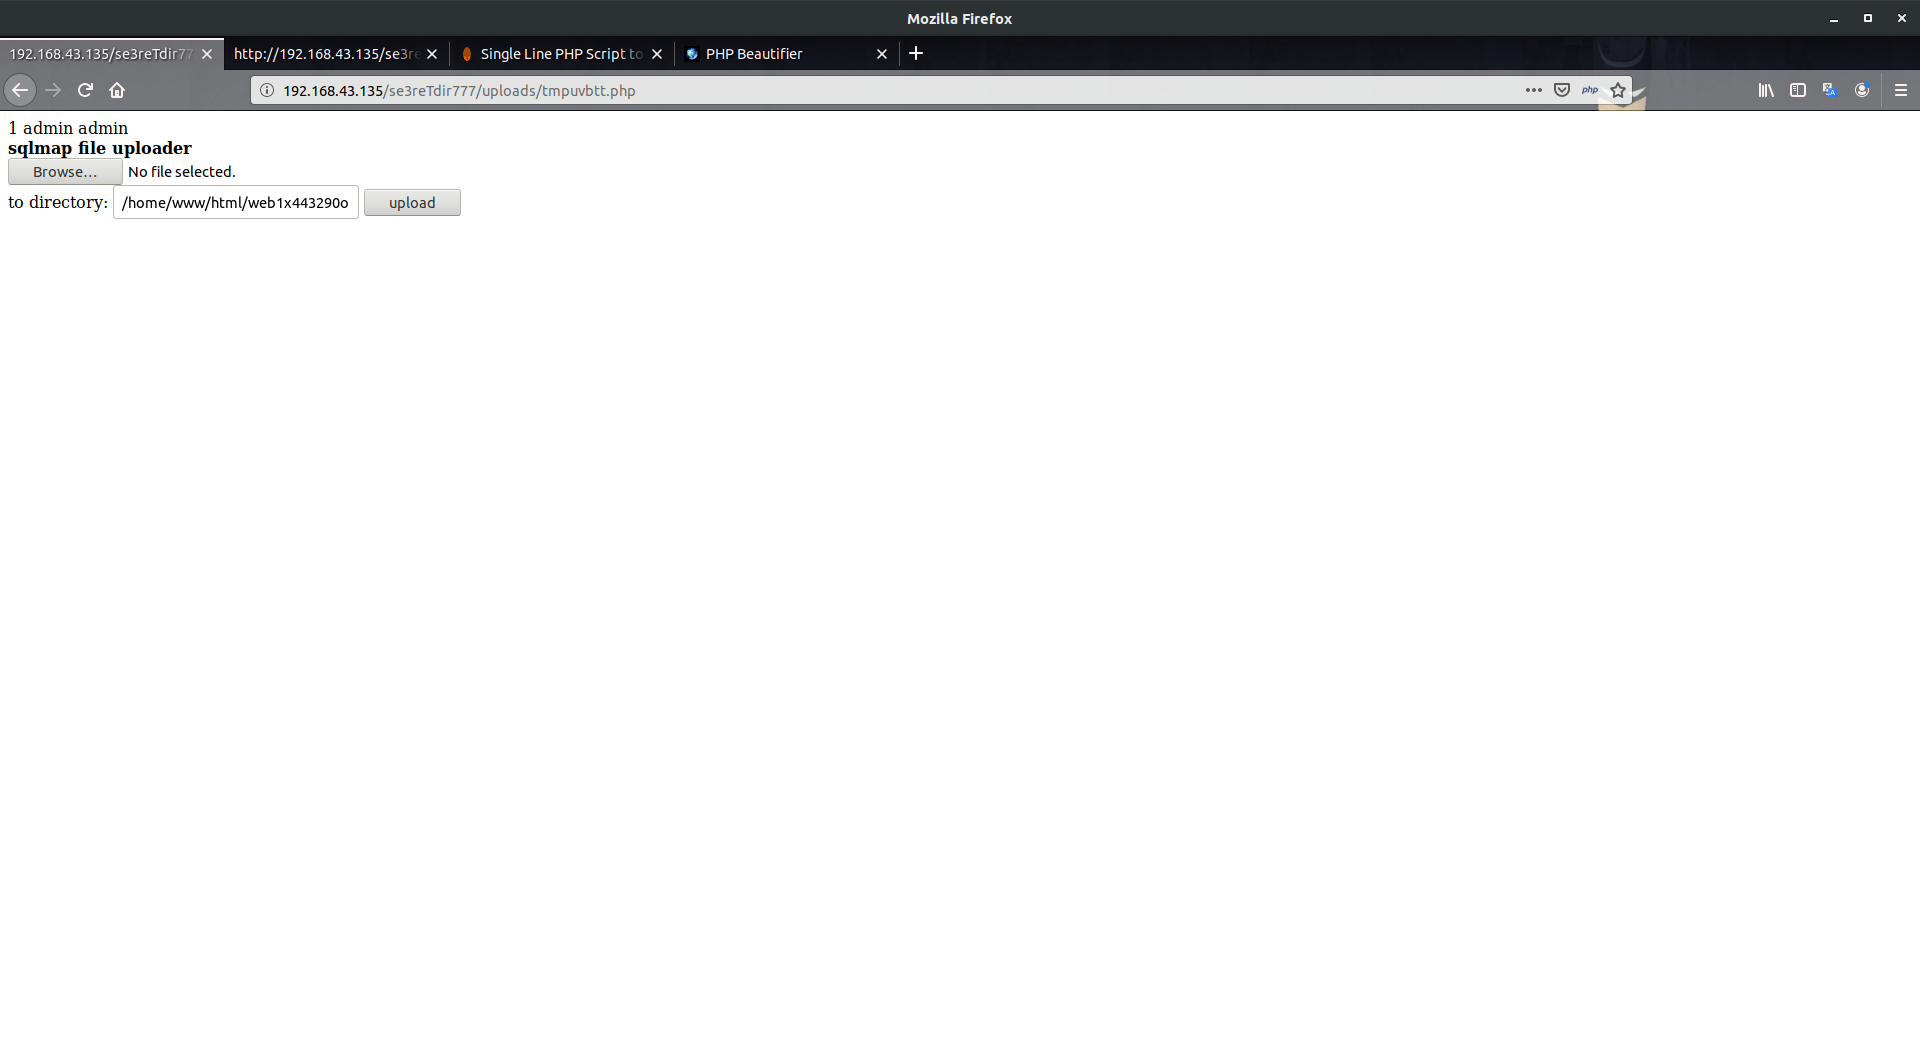 Mozilla Firefox
192.168.43.135/se3reTdir77
http://192.168.43.135/se3re
Single Line PHP Script to
PHP Beautifier
192.168.43.135/se3reTdir777/uploads/tmpuvbtt.php
php
1 admin admin
sqlmap file uploader
Browse... No file selected.
to directory: /home/www/html/web1x443290o upload